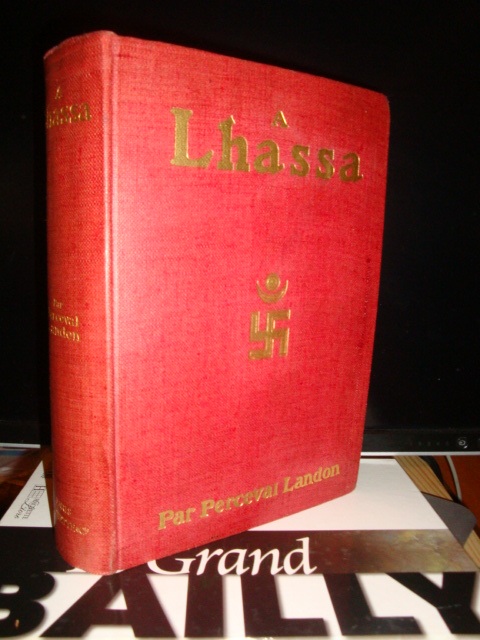 A
Lhassa
Par Perceval Landon
A
Lhassa
Par
Perceval
Landon
Grand
BAILLY